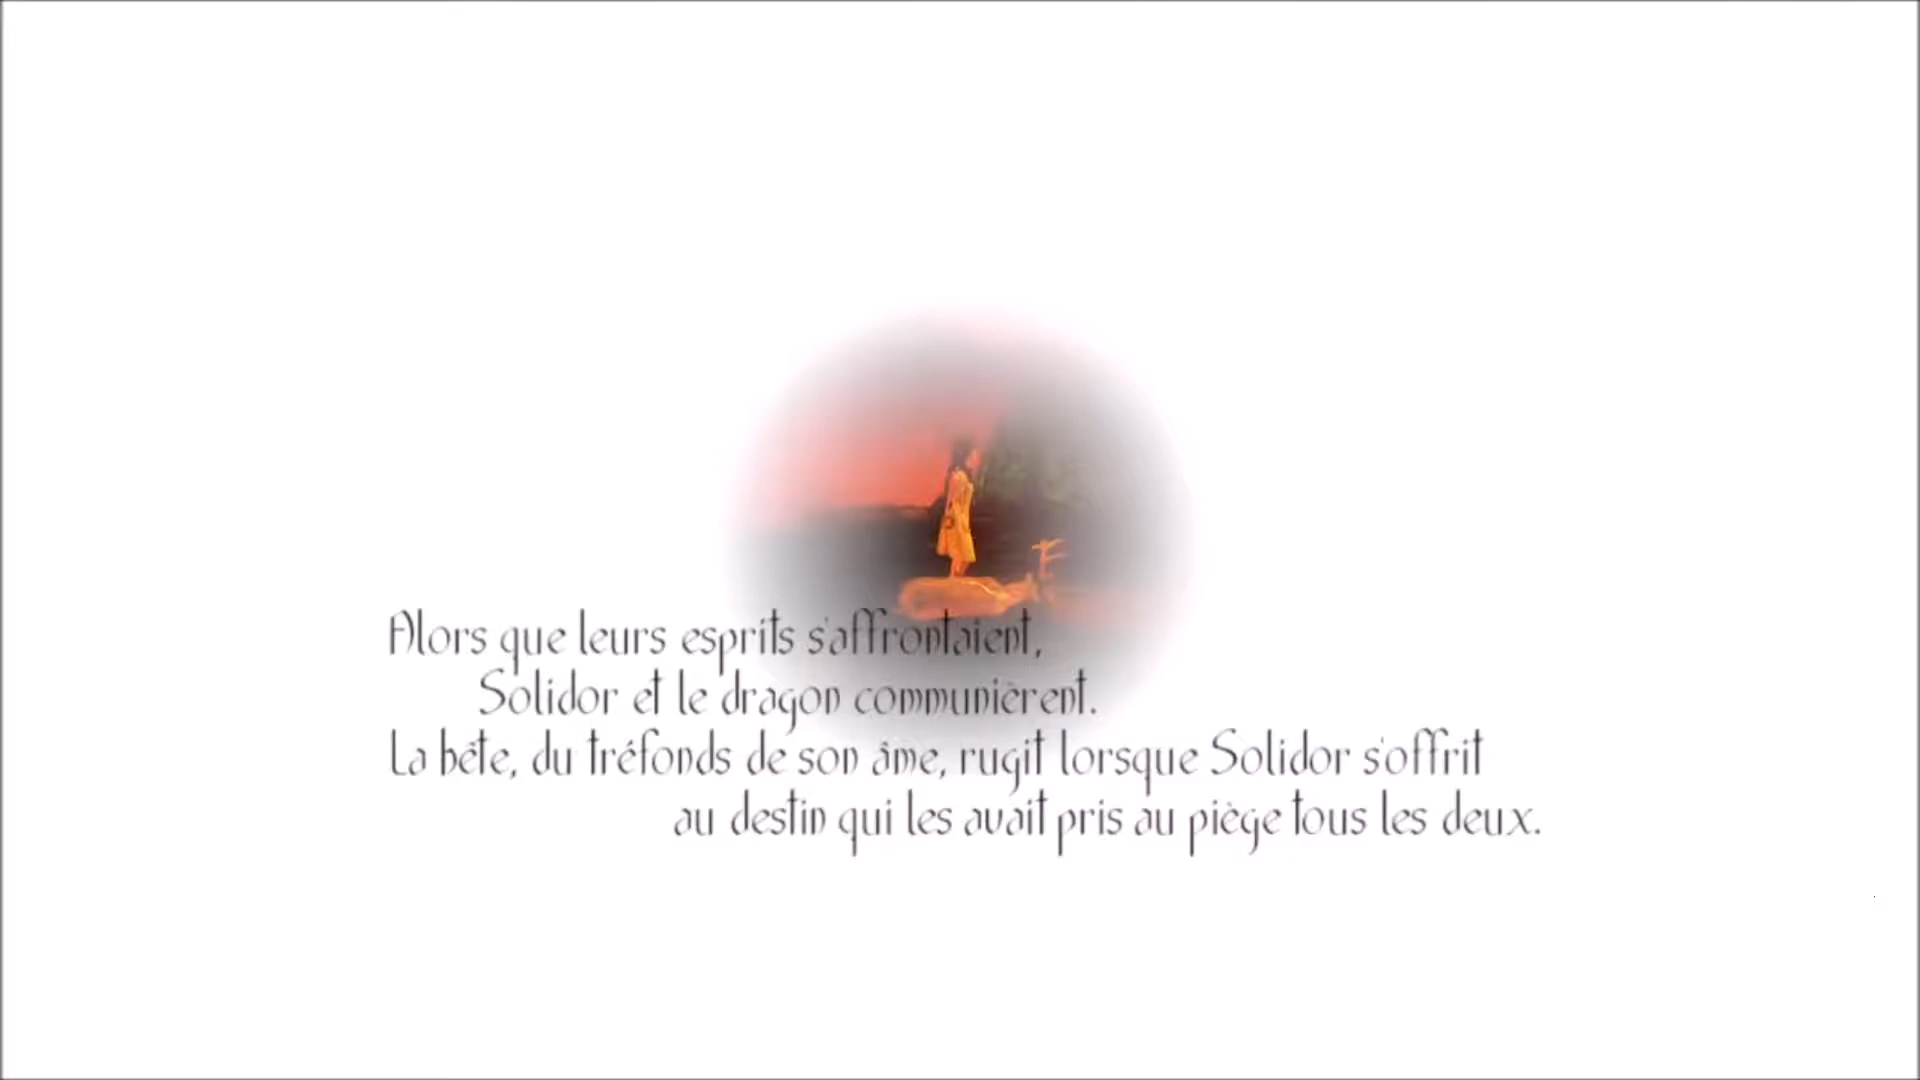 Alors que leurs esprits s'affrontaient,
Solidor et le dragon communièrent.
La bête, du tréfonds de son âme, rugit lorsque Solidor s'offrit
au destin qui les avait pris au piège tous les deux.